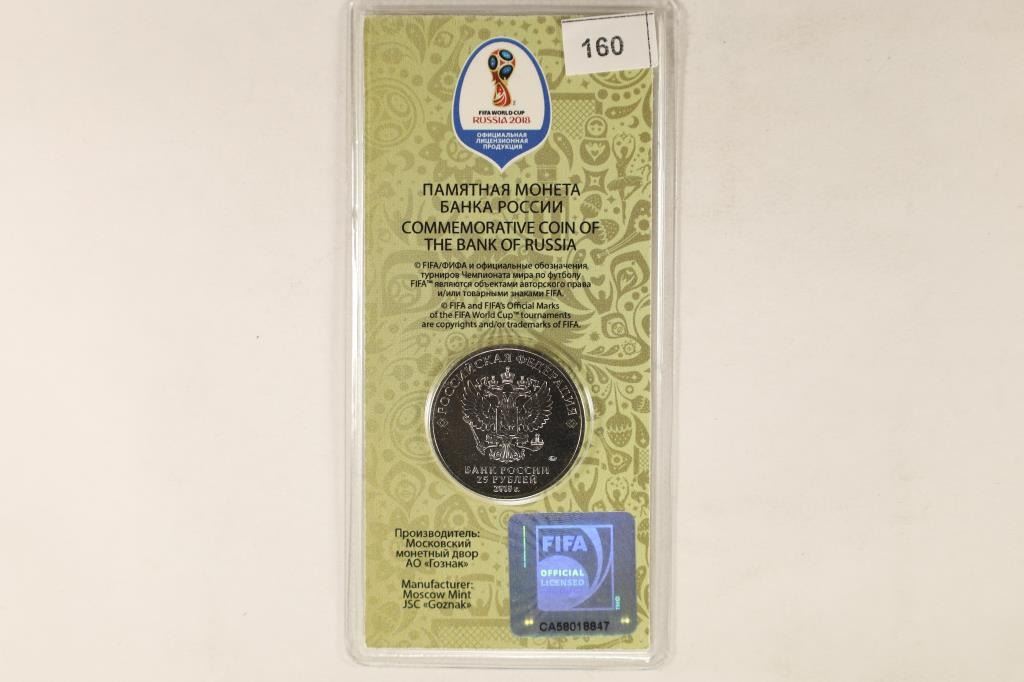 160
FIFA WORLD CUP
RUSSIA 2018
ОФИЦИАЛЬНАЯ
ЛИЦЕНЗИОННАЯ
ПРОДУКЦИЯ
ПАМЯТНАЯ МОНЕТА
БАНКА РОССИИ
COMMEMORATIVE COIN OF
THE BANK OF RUSSIA
© FIFA/ФИФА и официальные обозначения
турниров Чемпионата мира по футболу
FIFA™ являются объектами авторского права
и/или товарными знаками FIFA.
© FIFA and FIFA's Official Marks
of the FIFA World Cup™ tournaments
are copyrights and/or trademarks of FIFA.
РОССИЙСКАЯ ФЕДЕРАЦИЯ
БАНК РОССИИ
25 РУБЛЕЙ
2018 г.
Производитель:
Московский
монетный двор
АО «Гознак»
Manufacturer:
Moscow Mint
JSC «Goznak»
FIFA
OFFICIAL
LICENSED
PRODUCT
CA58018847